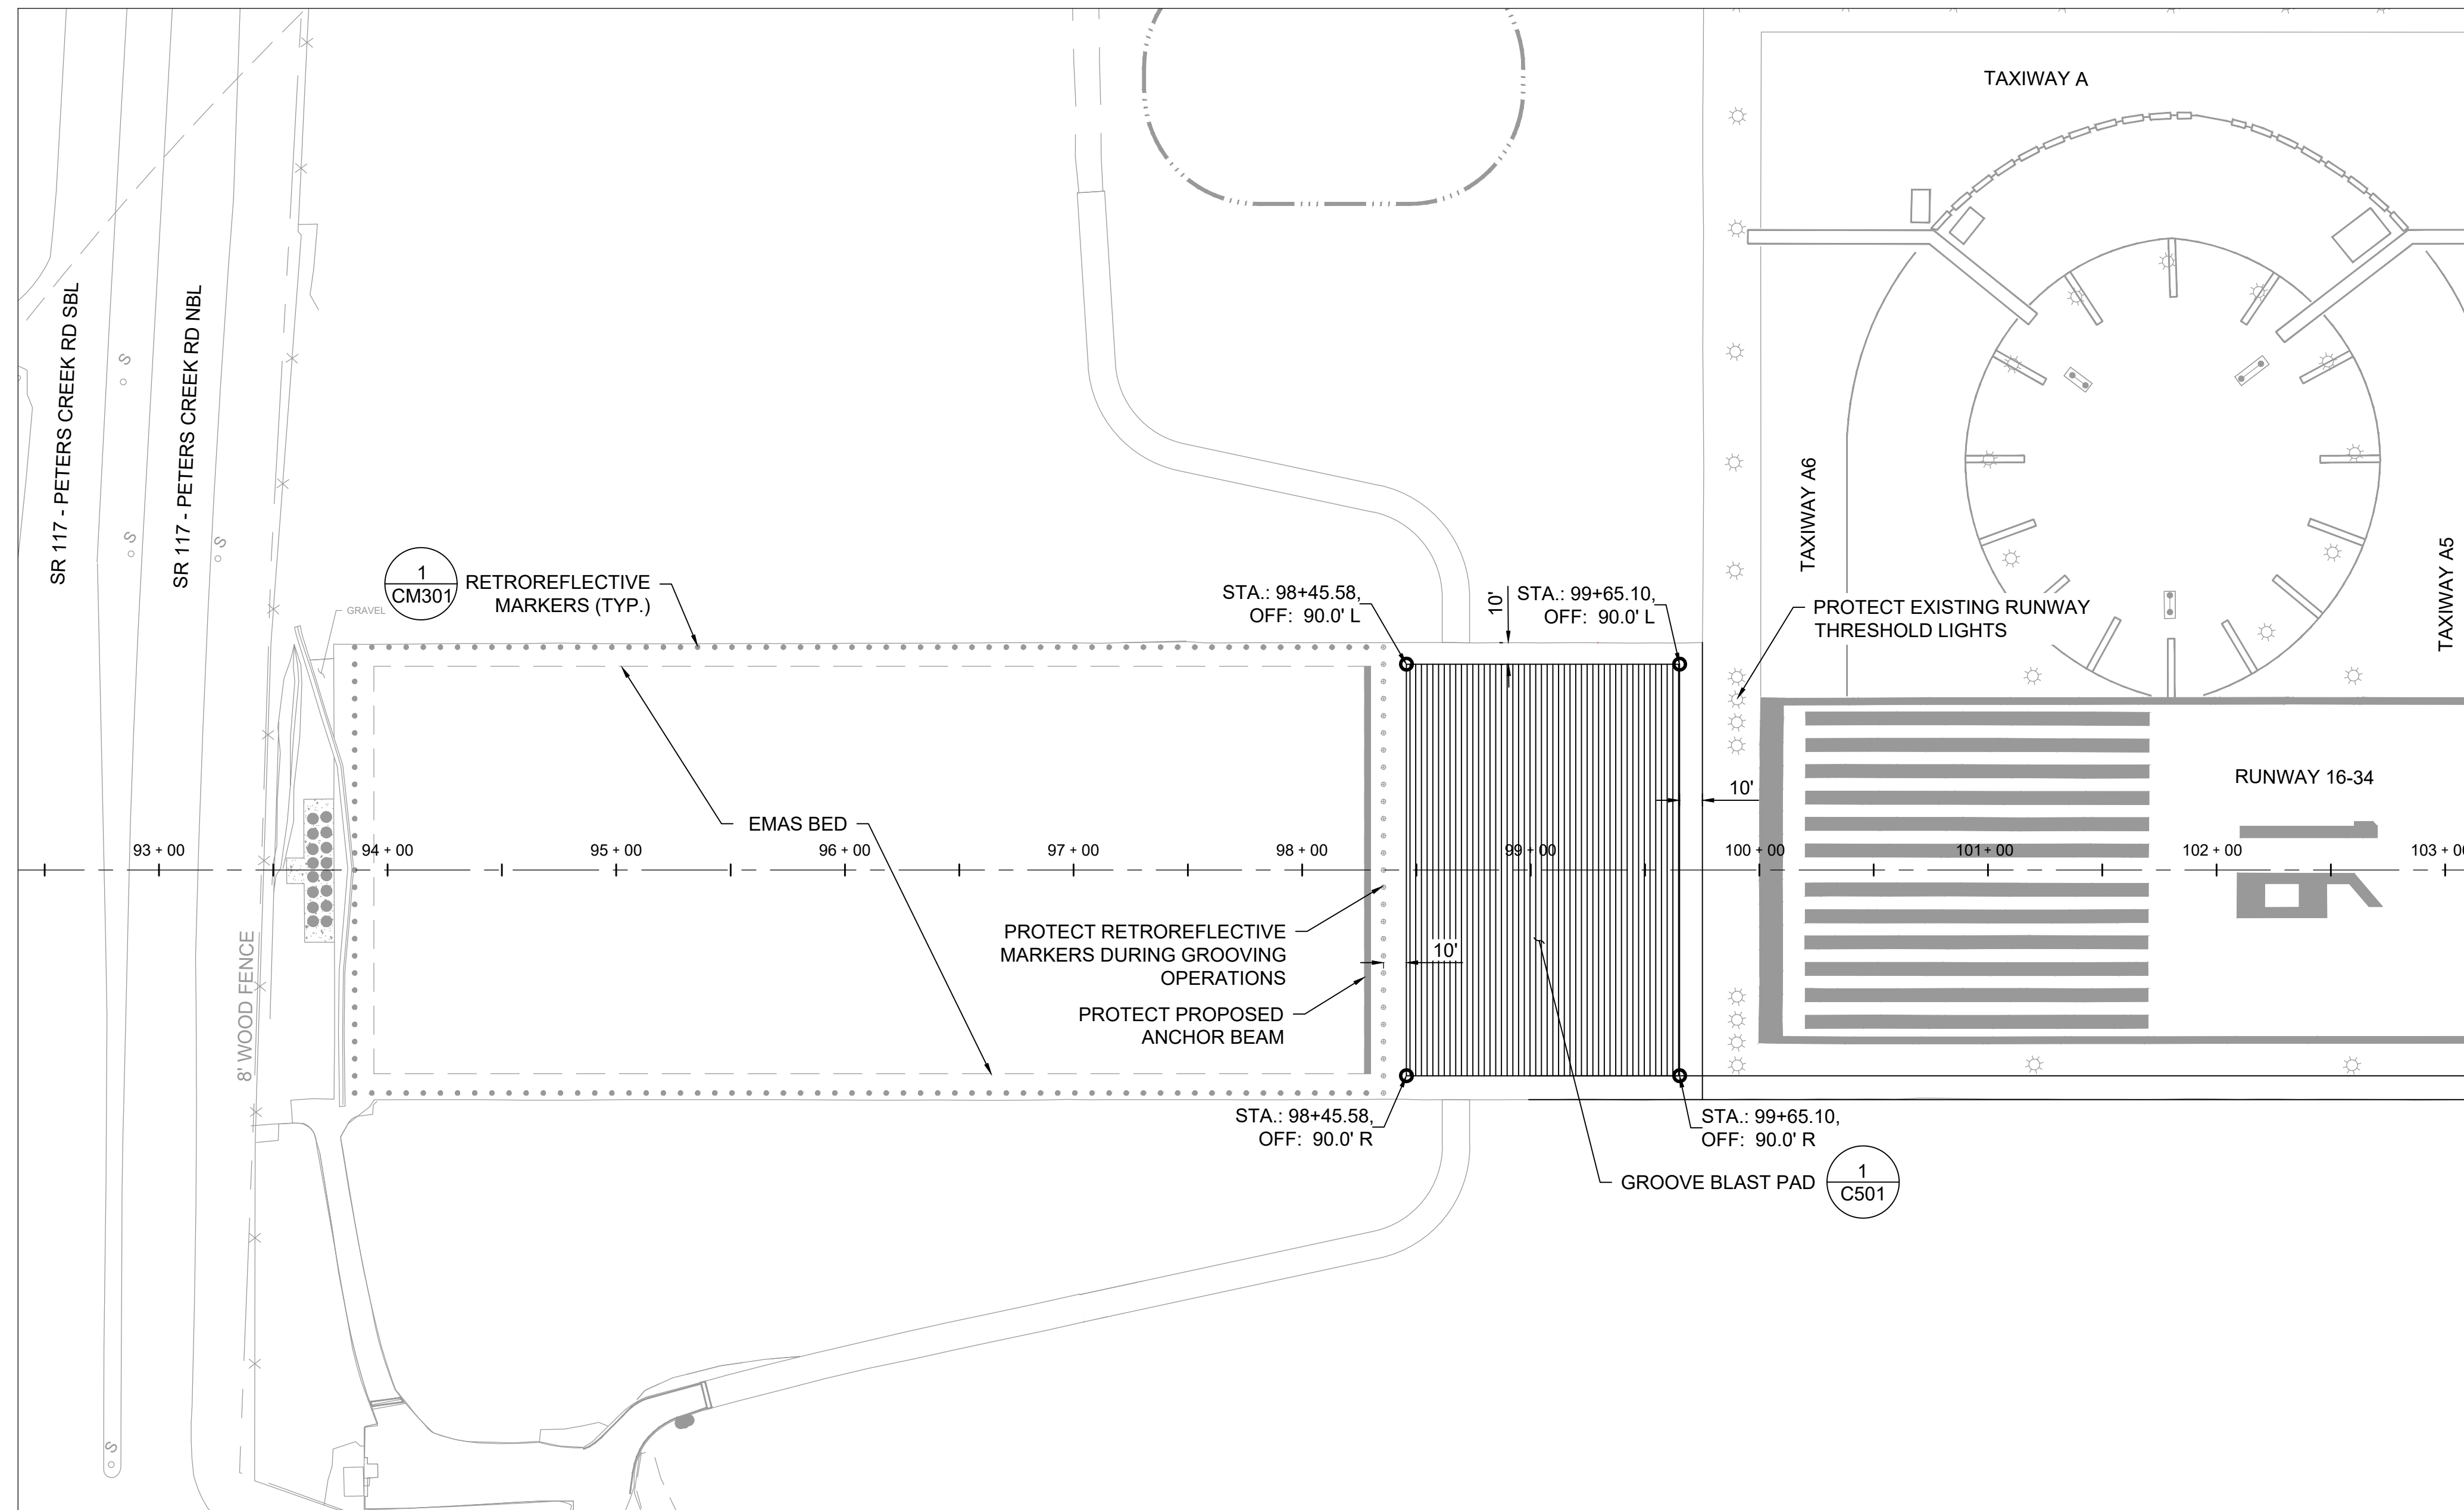 TAXIWAY A
SR 117 - PETERS CREEK RD SBL
SR 117 - PETERS CREEK RD NBL
S
S
S
TAXIWAY A6
TAXIWAY A5
1
CM301
RETROREFLECTIVE
MARKERS (TYP.)
GRAVEL
STA.: 98+45.58,
OFF: 90.0' L
10'
STA.: 99+65.10,
OFF: 90.0' L
PROTECT EXISTING RUNWAY
THRESHOLD LIGHTS
RUNWAY 16-34
10'
EMAS BED
34
93 + 00
94 + 00
95 + 00
96 + 00
97 + 00
98 + 00
99 + 00
100 + 00
101 + 00
102 + 00
8' WOOD FENCE
PROTECT RETROREFLECTIVE
MARKERS DURING GROOVING
OPERATIONS
10'
PROTECT PROPOSED
ANCHOR BEAM
STA.: 98+45.58,
OFF: 90.0' R
STA.: 99+65.10,
OFF: 90.0' R
GROOVE BLAST PAD
1
C501
S